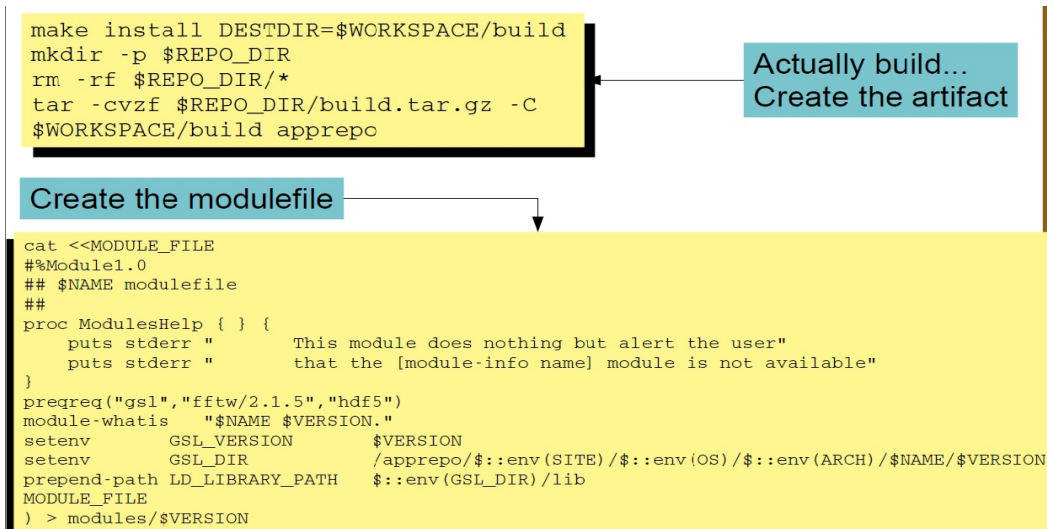 make install DESTDIR=$WORKSPACE/build
mkdir -p $REPO_DIR
rm -rf $REPO_DIR/*
tar -cvzf $REPO_DIR/build.tar.gz -C
$WORKSPACE/build apprepo
Actually build...
Create the artifact
Create the modulefile
cat <<MODULE_FILE
#%Module1.0
## $NAME modulefile
##
proc ModulesHelp { } {
    puts stderr "       This module does nothing but alert the user"
    puts stderr "       that the [module-info name] module is not available"
}
preqreq("gsl","fftw/2.1.5","hdf5")
module-whatis   "$NAME $VERSION."
setenv          GSL_VERSION       $VERSION
setenv          GSL_DIR           /apprepo/$::env(SITE)/$::env(OS)/$::env(ARCH)/$NAME/$VERSION
prepend-path LD_LIBRARY_PATH   $::env(GSL_DIR)/lib
MODULE_FILE
) > modules/$VERSION